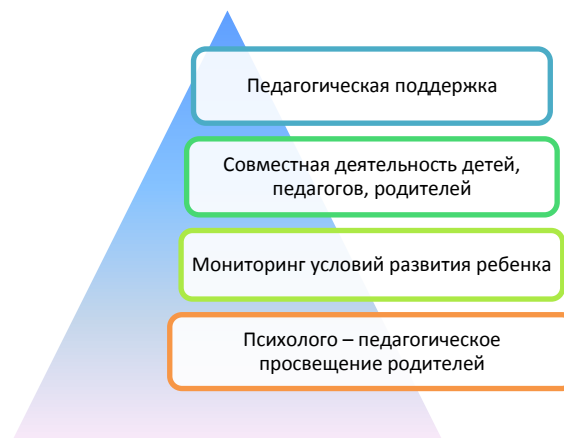 Педагогическая поддержка
Совместная деятельность детей,
педагогов, родителей
Мониторинг условий развития ребенка
Психолого – педагогическое
просвещение родителей